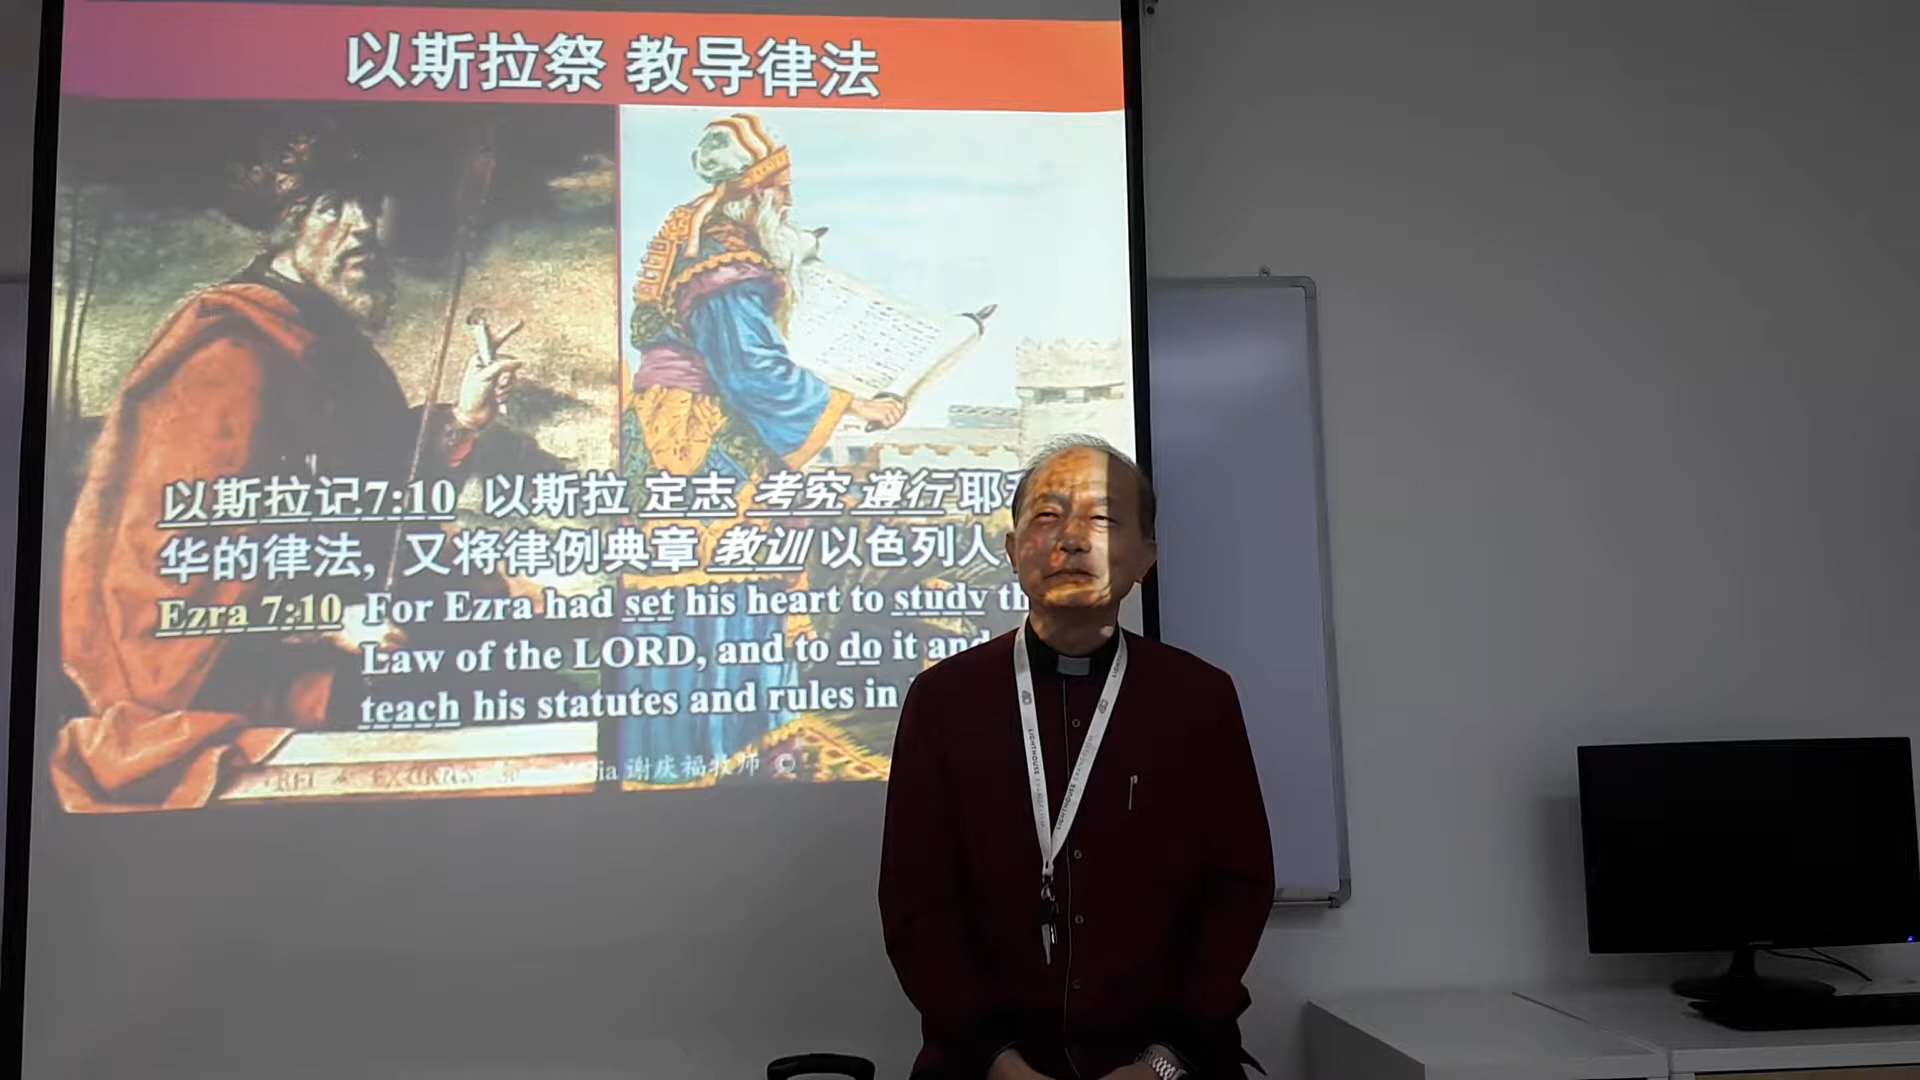 以斯拉祭 教导律法
以斯拉记7:10 以斯拉 定志 考究 遵行 耶
华的律法, 又将律例典章 教训 以色列人
Ezra 7:10 For Ezra had set his heart to study th
Law of the LORD, and to do it and
teach his statutes and rules in
ia 谢庆福牧师 ©
LIGHTHOUSE
LIGHTHOUSE